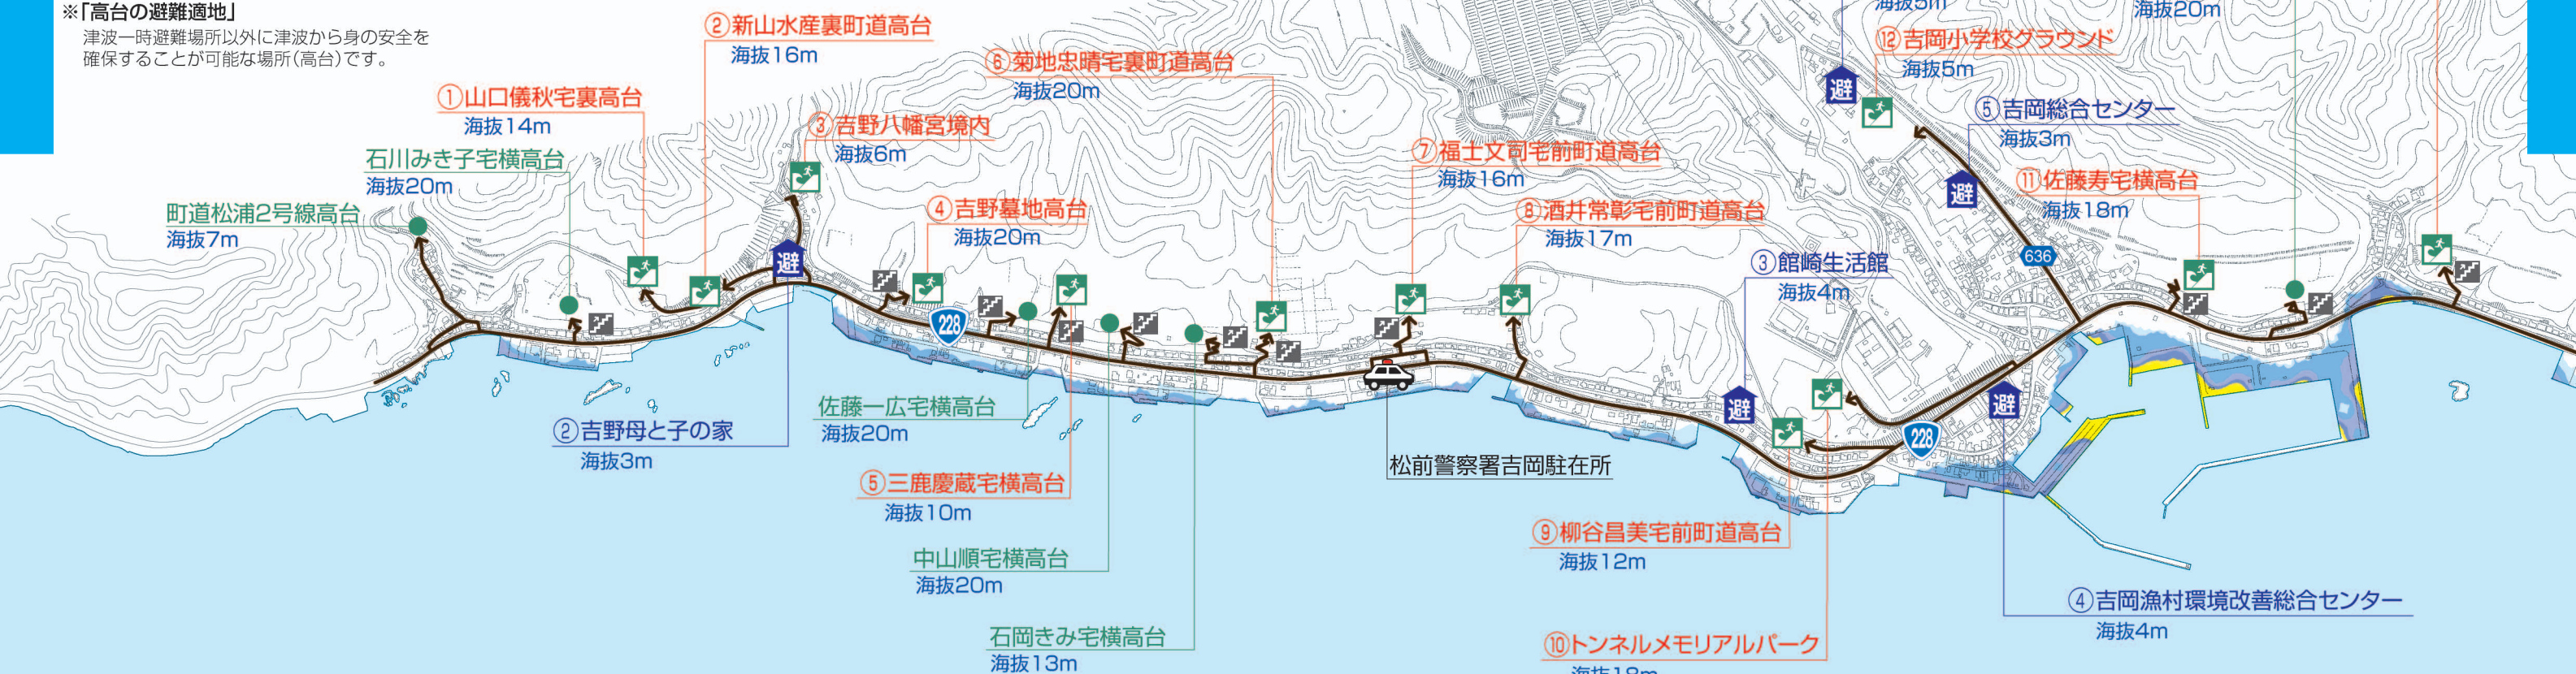 ※「高台の避難適地」
津波一時避難場所以外に津波から身の安全を
確保することが可能な場所(高台)です。
②新山水産裏町道高台
海抜16m
①山口儀秋宅裏高台
海抜14m
石川みき子宅横高台
海抜20m
町道松浦2号線高台
海抜7m
⑥菊地忠晴宅裏町道高台
海抜20m
③吉野八幡宮境内
海抜6m
④吉野墓地高台
海抜20m
⑦福士文司宅前町道高台
海抜16m
⑧酒井常彰宅前町道高台
海抜17m
海抜5m
海抜20m
⑫吉岡小学校グラウンド
海抜5m
⑤吉岡総合センター
海抜3m
⑪佐藤寿宅横高台
海抜18m
③館崎生活館
海抜4m
避
避
避
避
避
636
228
228
②吉野母と子の家
海抜3m
佐藤一広宅横高台
海抜20m
⑤三鹿慶蔵宅横高台
海抜10m
中山順宅横高台
海抜20m
石岡きみ宅横高台
海抜13m
松前警察署吉岡駐在所
⑨柳谷昌美宅前町道高台
海抜12m
⑩トンネルメモリアルパーク
海抜18m
④吉岡漁村環境改善総合センター
海抜4m